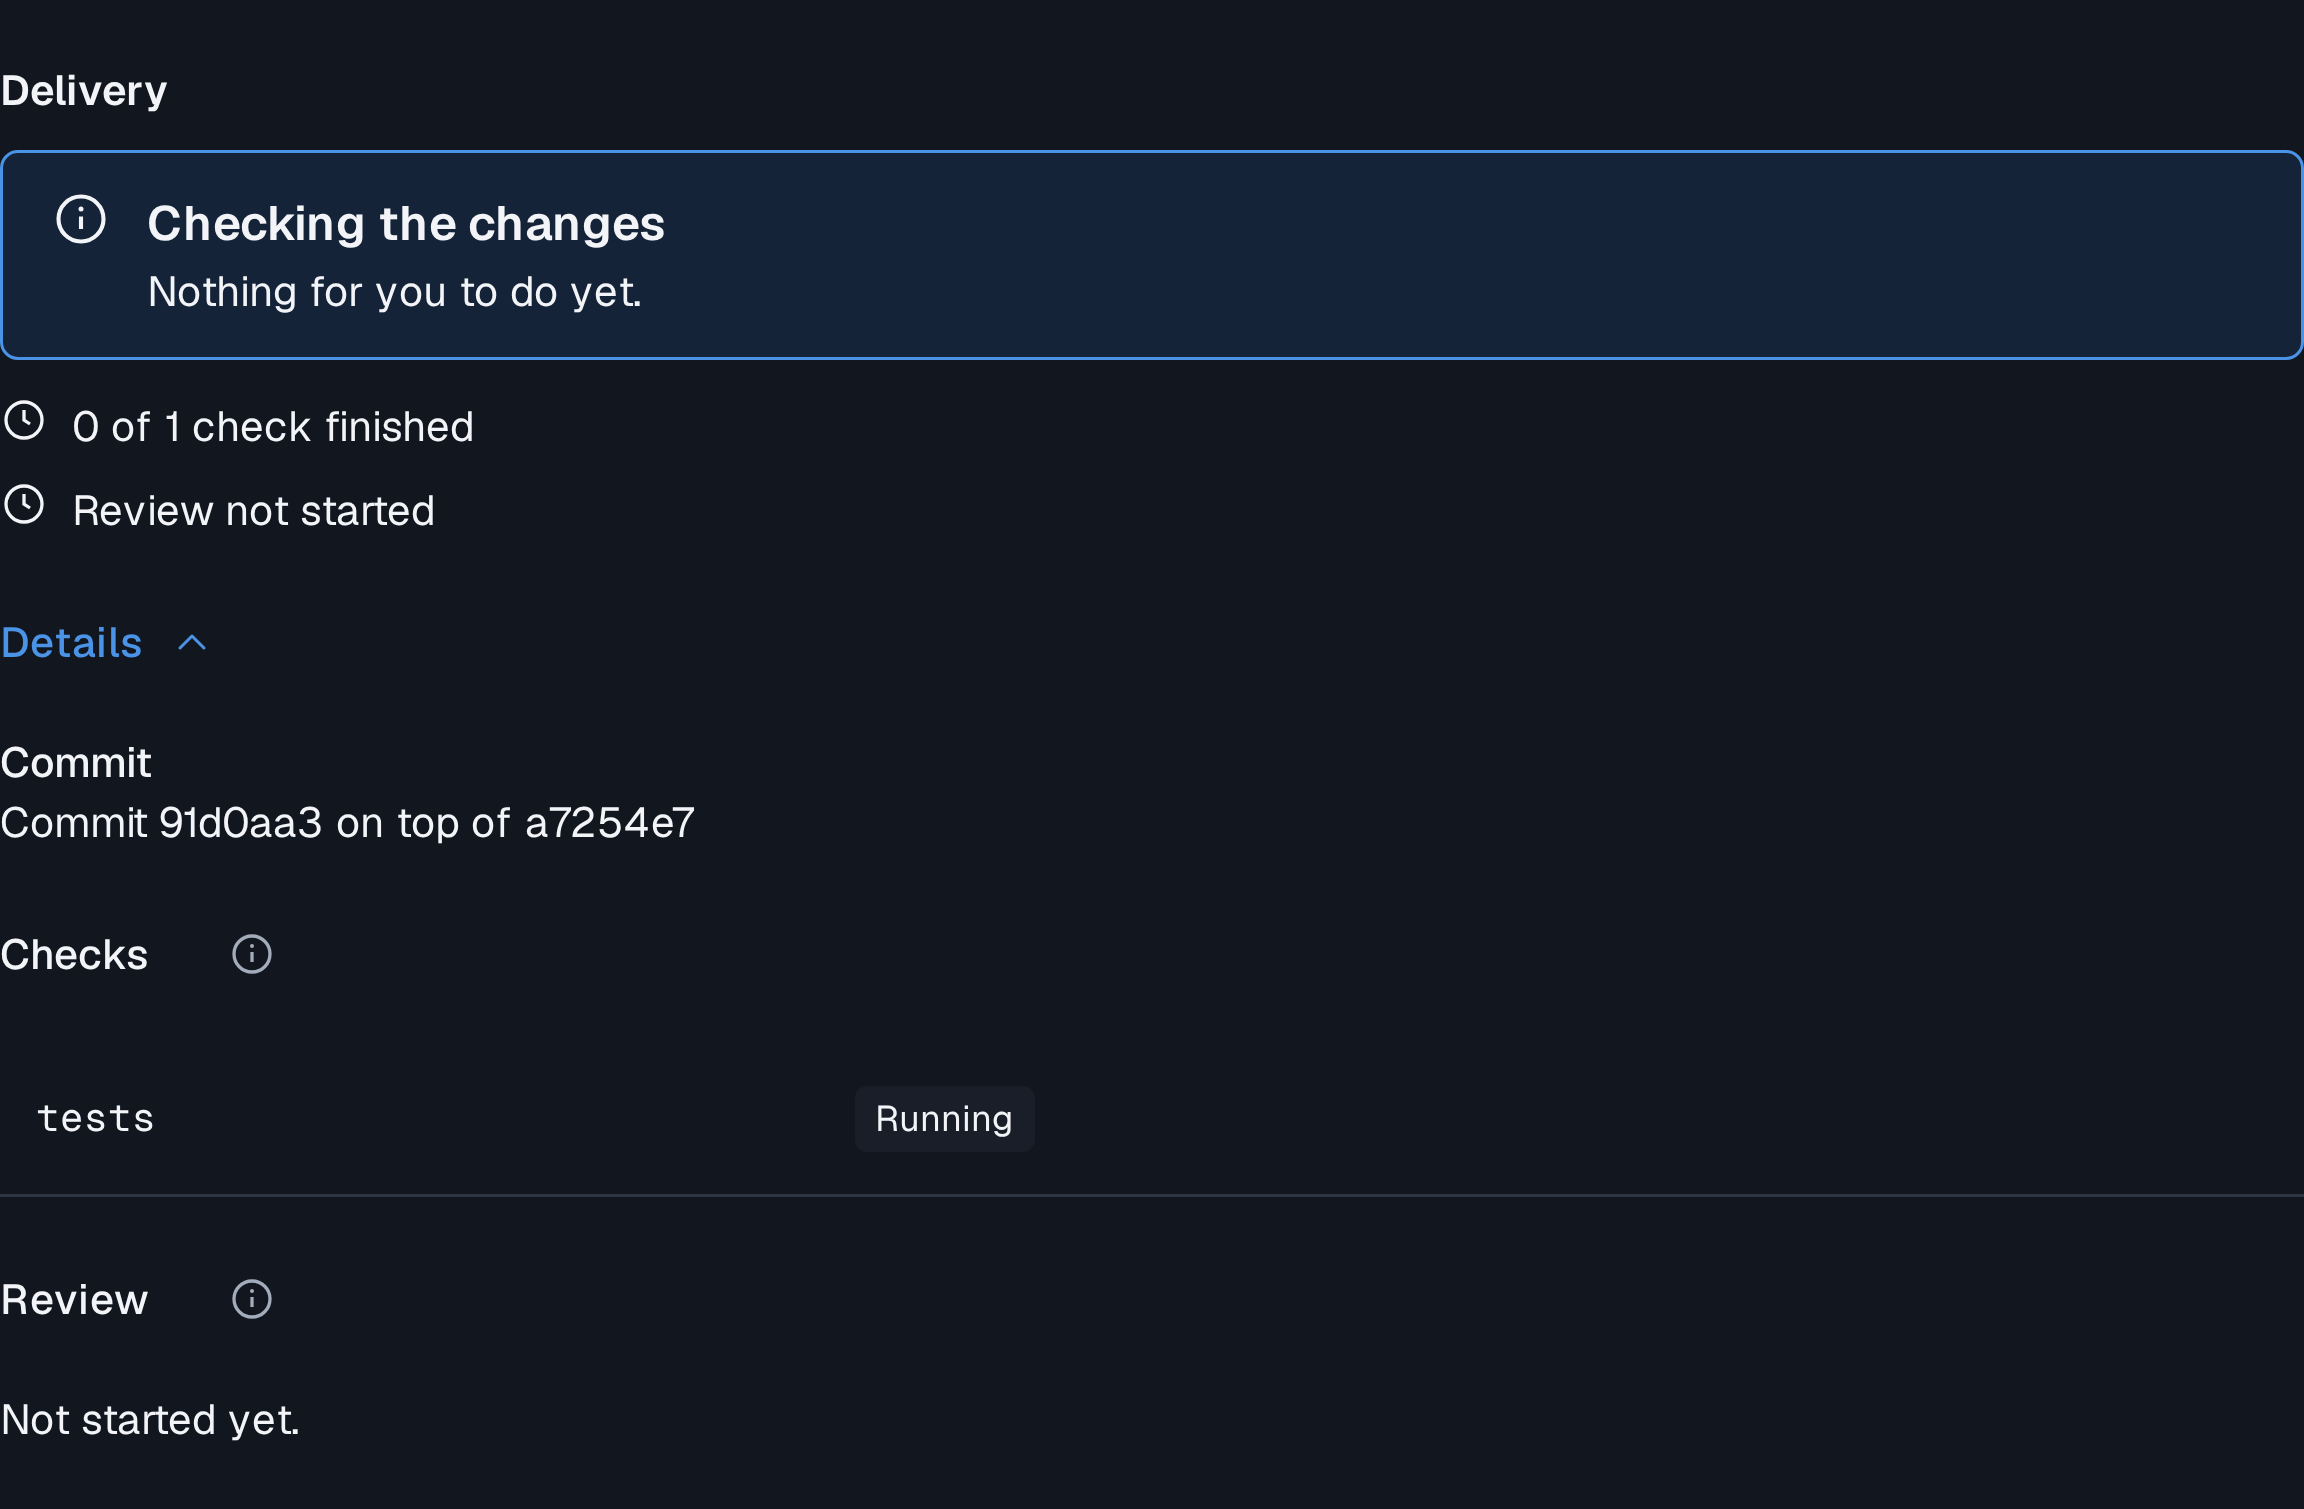 Delivery
Checking the changes
Nothing for you to do yet.
0 of 1 check finished
Review not started
Details
Commit
Commit 91d0aa3 on top of a7254e7
Checks
tests
Running
Review
Not started yet.